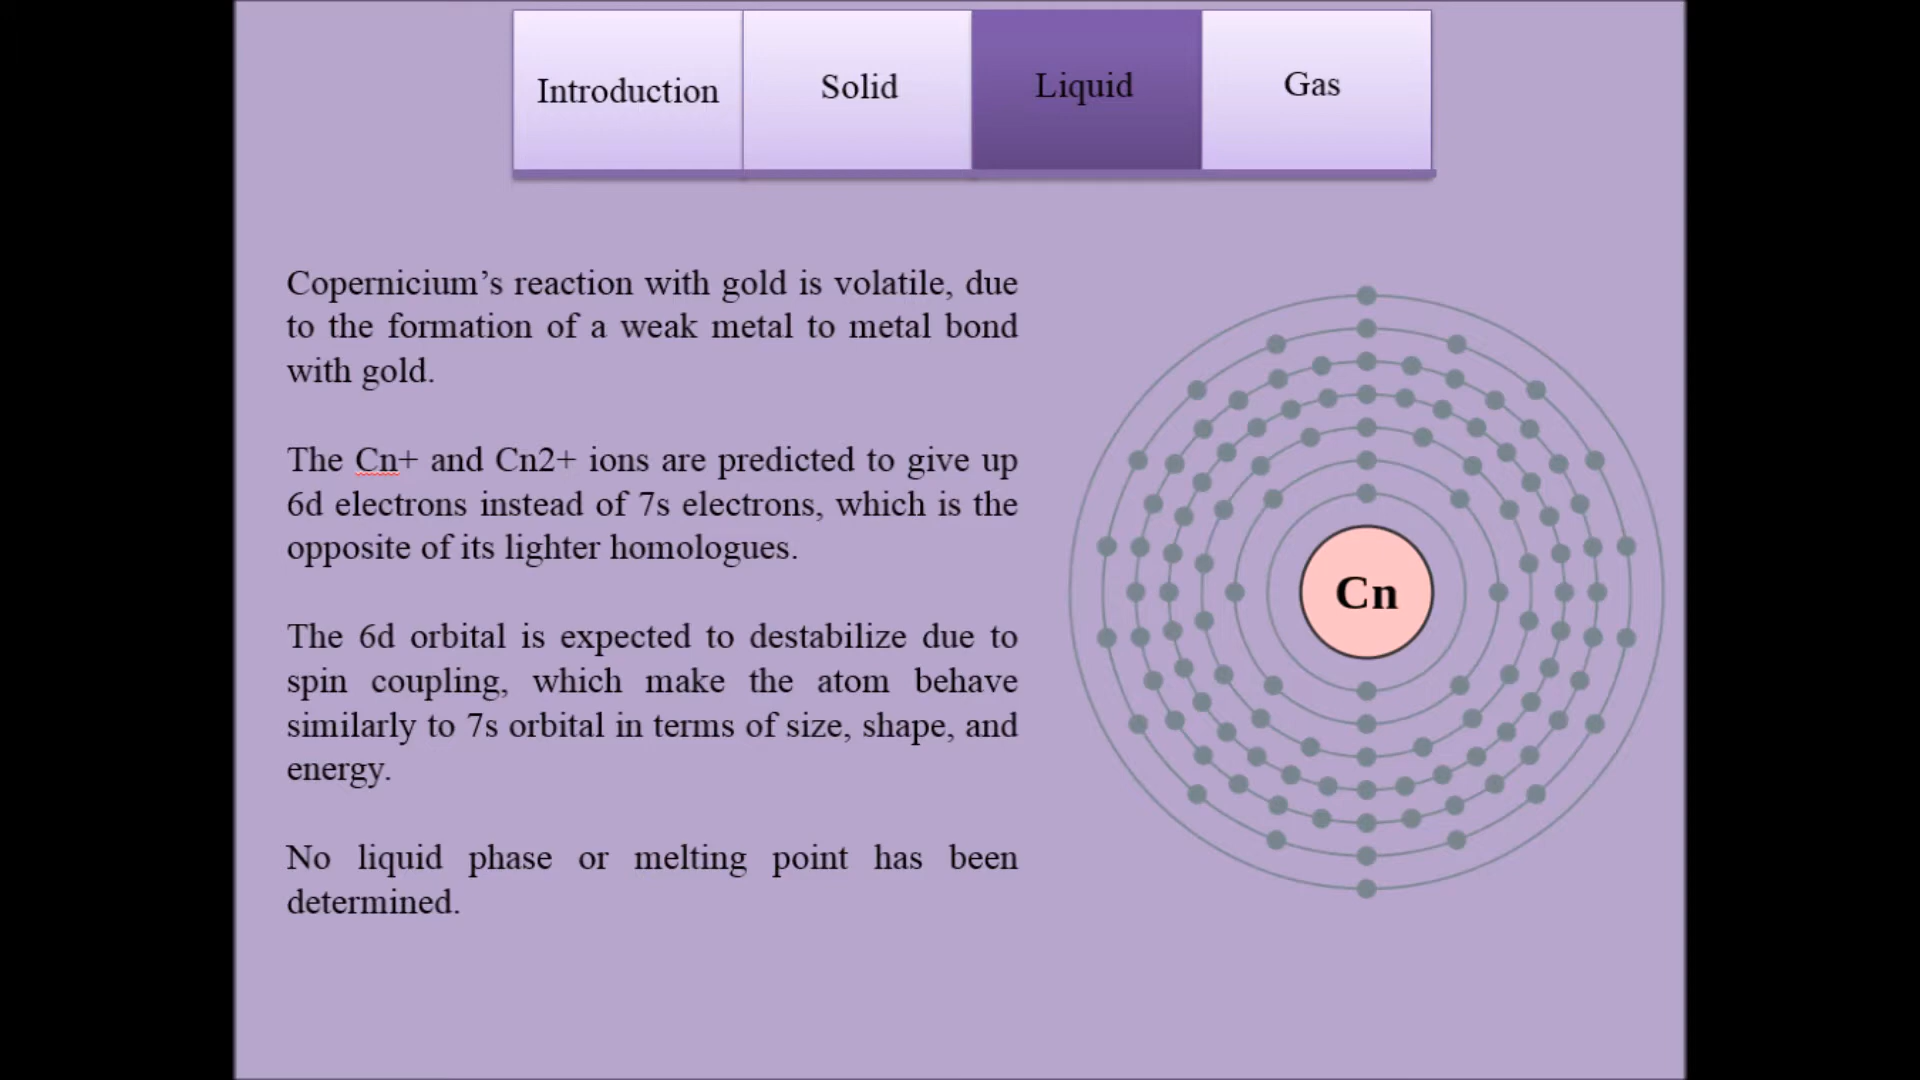 Introduction
Solid
Liquid
Gas
Copernicium’s reaction with gold is volatile, due
to the formation of a weak metal to metal bond
with gold.
The Cn+ and Cn2+ ions are predicted to give up
6d electrons instead of 7s electrons, which is the
opposite of its lighter homologues.
The 6d orbital is expected to destabilize due to
spin coupling, which make the atom behave
similarly to 7s orbital in terms of size, shape, and
energy.
No liquid phase or melting point has been
determined.
Cn